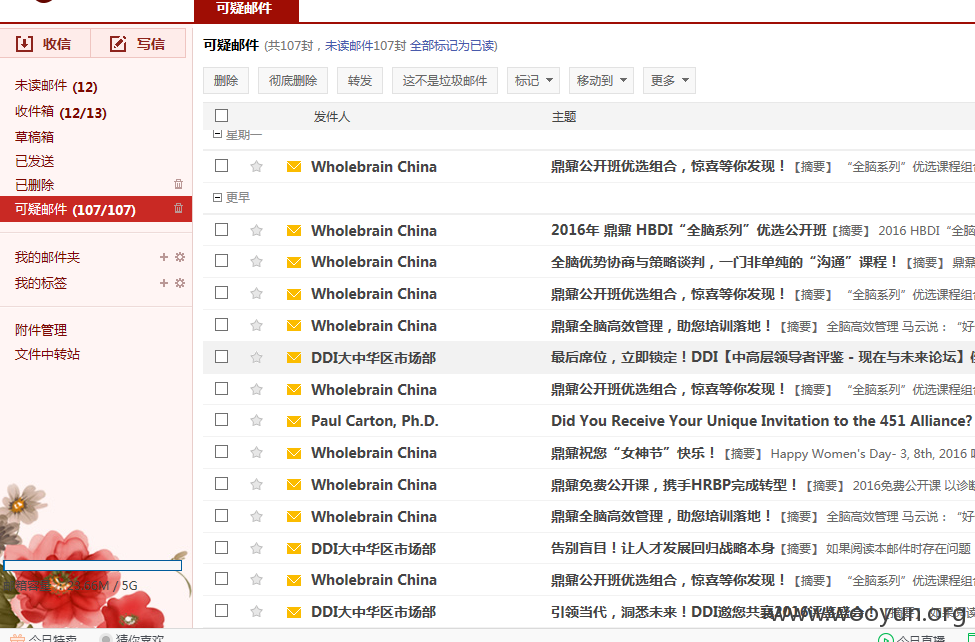 可疑邮件
收信 写信
未读邮件 (12)
收件箱 (12/13)
草稿箱
已发送
已删除
可疑邮件 (107/107)
我的邮件夹
我的标签
附件管理
文件中转站
/ 5G
今日特卖 猜你喜欢
可疑邮件 (共107封，未读邮件107封 全部标记为已读)
删除 彻底删除 转发 这不是垃圾邮件 标记 移动到 更多
发件人 主题
星期一
Wholebrain China 鼎鼐公开班优选组合，惊喜等你发现！【摘要】 “全脑系列”优选课程组合
更早
Wholebrain China 2016年 鼎鼐 HBDI“全脑系列”优选公开班【摘要】 2016 HBDI “全脑
Wholebrain China 全脑优势协商与策略谈判，一门非单纯的“沟通”课程！【摘要】 鼎鼐
Wholebrain China 鼎鼐公开班优选组合，惊喜等你发现！【摘要】 “全脑系列”优选课程组合
Wholebrain China 鼎鼐全脑高效管理，助您培训落地！【摘要】 全脑高效管理 马云说：“好
DDI大中华区市场部 最后席位，立即锁定！DDI【中高层领导者评鉴 - 现在与未来论坛】
Wholebrain China 鼎鼐公开班优选组合，惊喜等你发现！【摘要】 “全脑系列”优选课程组合
Paul Carton, Ph.D. Did You Receive Your Unique Invitation to the 451 Alliance?
Wholebrain China 鼎鼐祝您“女神节”快乐！【摘要】 Happy Women's Day- 3, 8th, 2016
Wholebrain China 鼎鼐免费公开课，携手HRBP完成转型！【摘要】 2016免费公开课 以诊断
Wholebrain China 鼎鼐全脑高效管理，助您培训落地！【摘要】 全脑高效管理 马云说：“好
DDI大中华区市场部 告别盲目！让人才发展回归战略本身【摘要】 如果阅读本邮件时存在问题
Wholebrain China 鼎鼐公开班优选组合，惊喜等你发现！【摘要】 “全脑系列”优选课程组合
DDI大中华区市场部 引领当代，洞悉未来！DDI邀您共襄2016评鉴盛会！
www.wooyun.org
今日直播